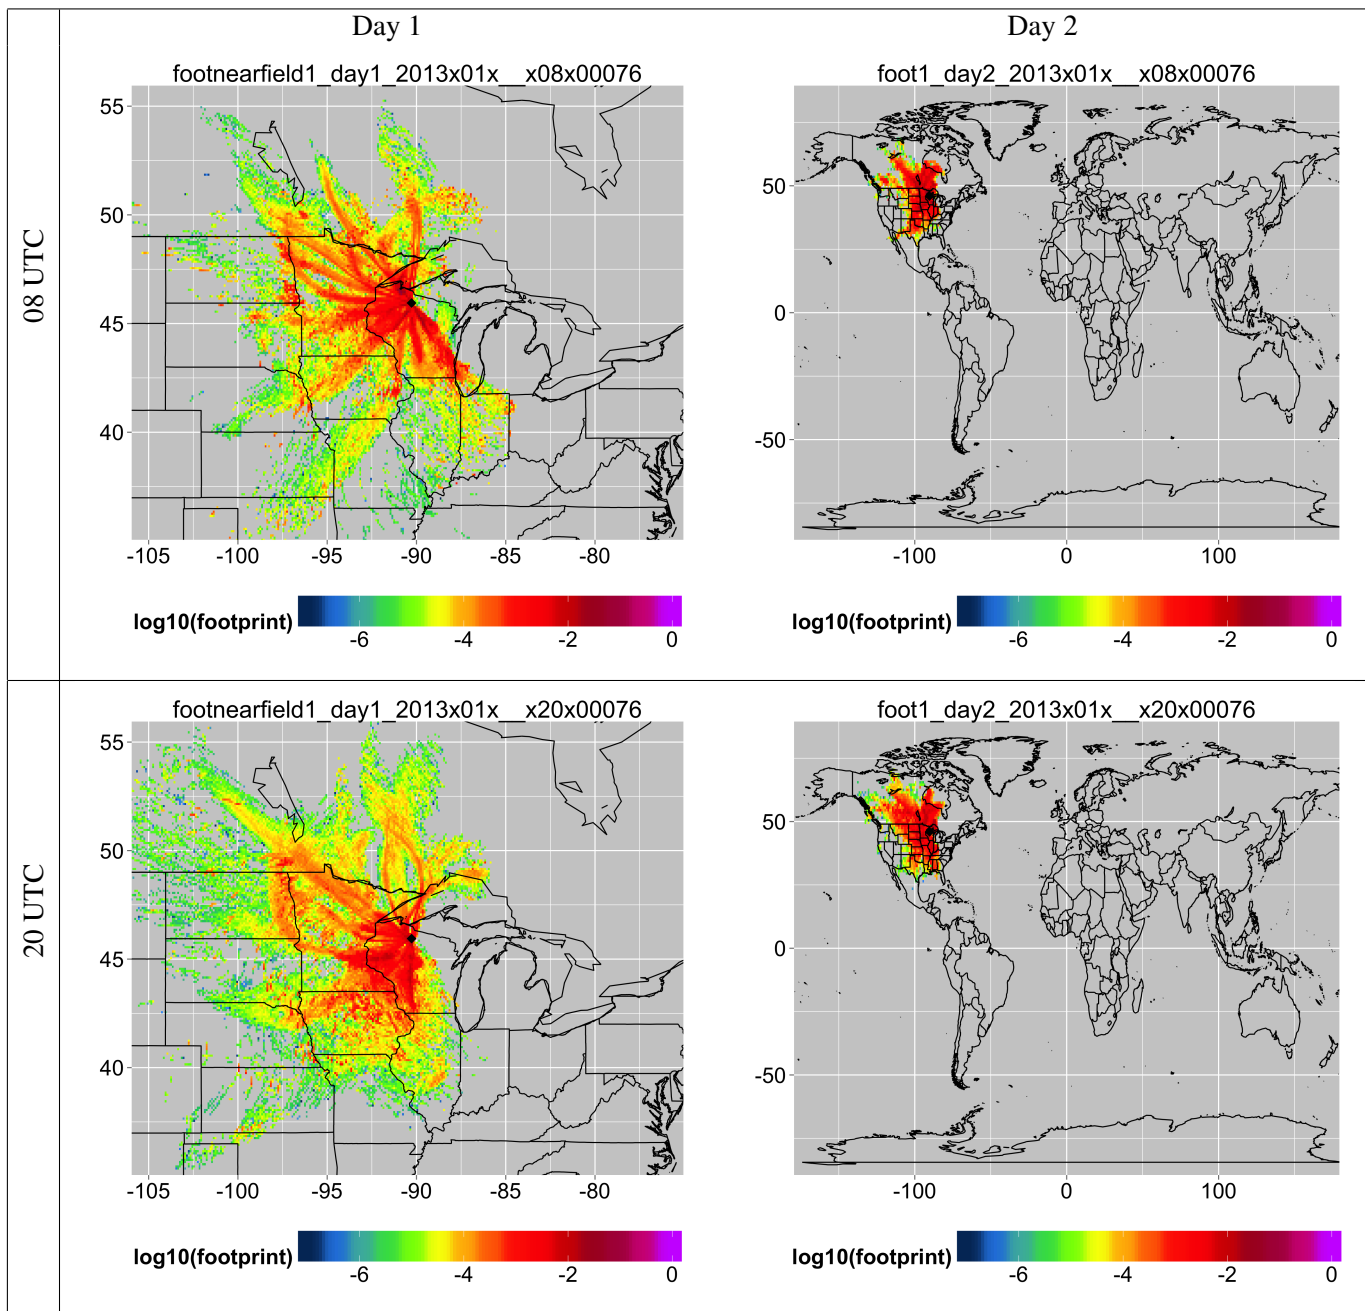 Day 1
Day 2
08 UTC
footnearfield1_day1_2013x01x__x08x00076
55
50
45
40
-105 -100 -95 -90 -85 -80
log10(footprint)
-6 -4 -2 0
foot1_day2_2013x01x__x08x00076
50
0
-50
-100 0 100
log10(footprint)
-6 -4 -2 0
20 UTC
footnearfield1_day1_2013x01x__x20x00076
55
50
45
40
-105 -100 -95 -90 -85 -80
log10(footprint)
-6 -4 -2 0
foot1_day2_2013x01x__x20x00076
50
0
-50
-100 0 100
log10(footprint)
-6 -4 -2 0